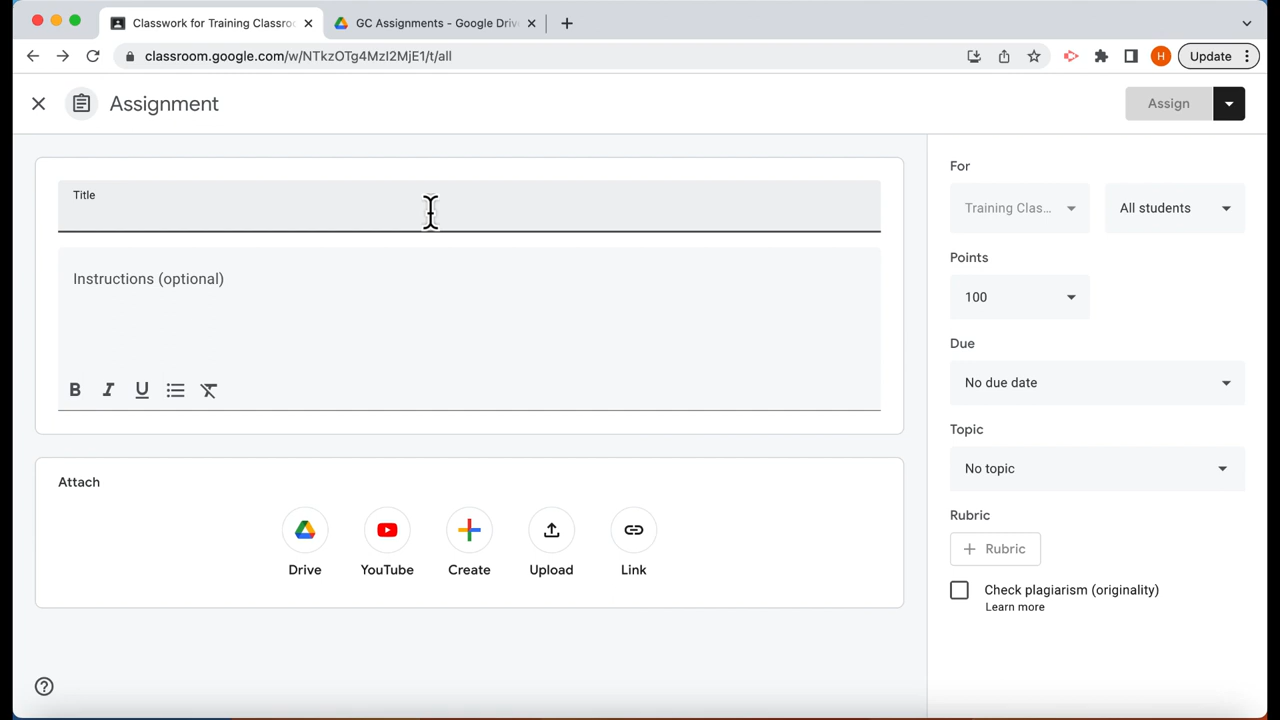 Classwork for Training Classro
GC Assignments - Google Driv
classroom.google.com/w/NTkzOTg4MzI2MjE1/t/all
H
Update
Assignment
Assign
Title
Instructions (optional)
B I U
Attach
Drive
YouTube
Create
Upload
Link
For
Training Clas...
All students
Points
100
Due
No due date
Topic
No topic
Rubric
+ Rubric
Check plagiarism (originality)
Learn more